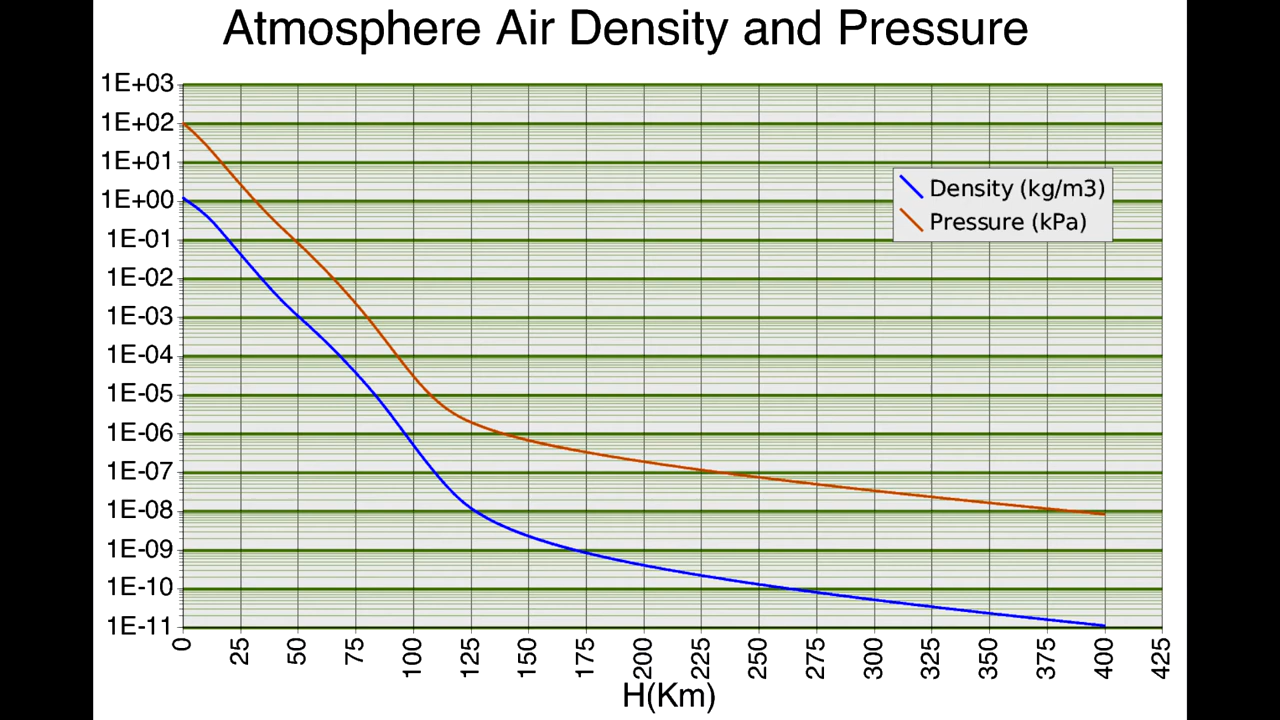 Atmosphere Air Density and Pressure
1E+03
1E+02
1E+01
1E+00
1E-01
1E-02
1E-03
1E-04
1E-05
1E-06
1E-07
1E-08
1E-09
1E-10
1E-11
Density (kg/m3)
Pressure (kPa)
0 25 50 75 100 125 150 175 200 225 250 275 300 325 350 375 400 425
H(Km)